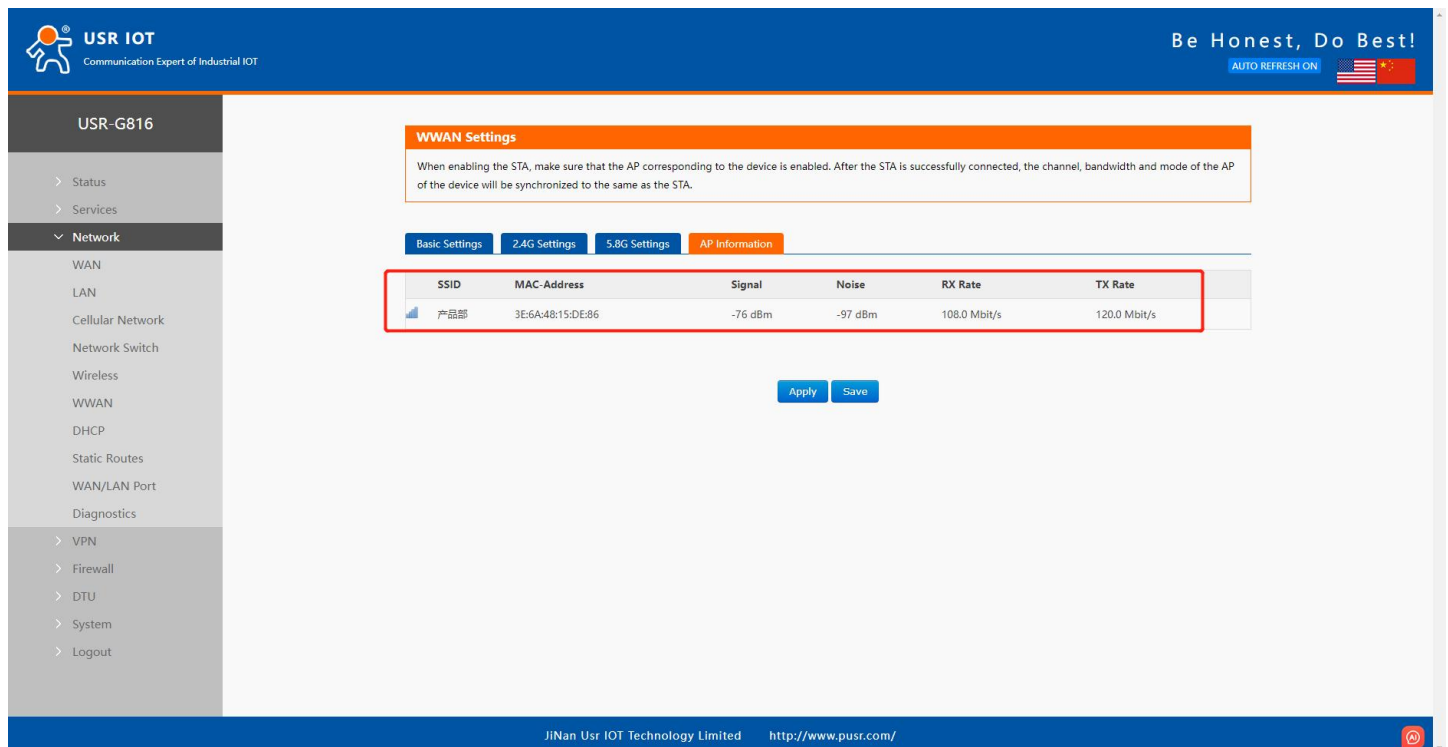 USR IOT
Communication Expert of Industrial IOT
Be Honest, Do Best!
AUTO REFRESH ON
USR-G816
Status
Services
Network
WAN
LAN
Cellular Network
Network Switch
Wireless
WWAN
DHCP
Static Routes
WAN/LAN Port
Diagnostics
VPN
Firewall
DTU
System
Logout
WWAN Settings
When enabling the STA, make sure that the AP corresponding to the device is enabled. After the STA is successfully connected, the channel, bandwidth and mode of the AP
of the device will be synchronized to the same as the STA.
Basic Settings 2.4G Settings 5.8G Settings AP Information
SSID MAC-Address Signal Noise RX Rate TX Rate
产品部 3E:6A:48:15:DE:86 -76 dBm -97 dBm 108.0 Mbit/s 120.0 Mbit/s
Apply Save
JiNan Usr IOT Technology Limited http://www.pusr.com/
AI